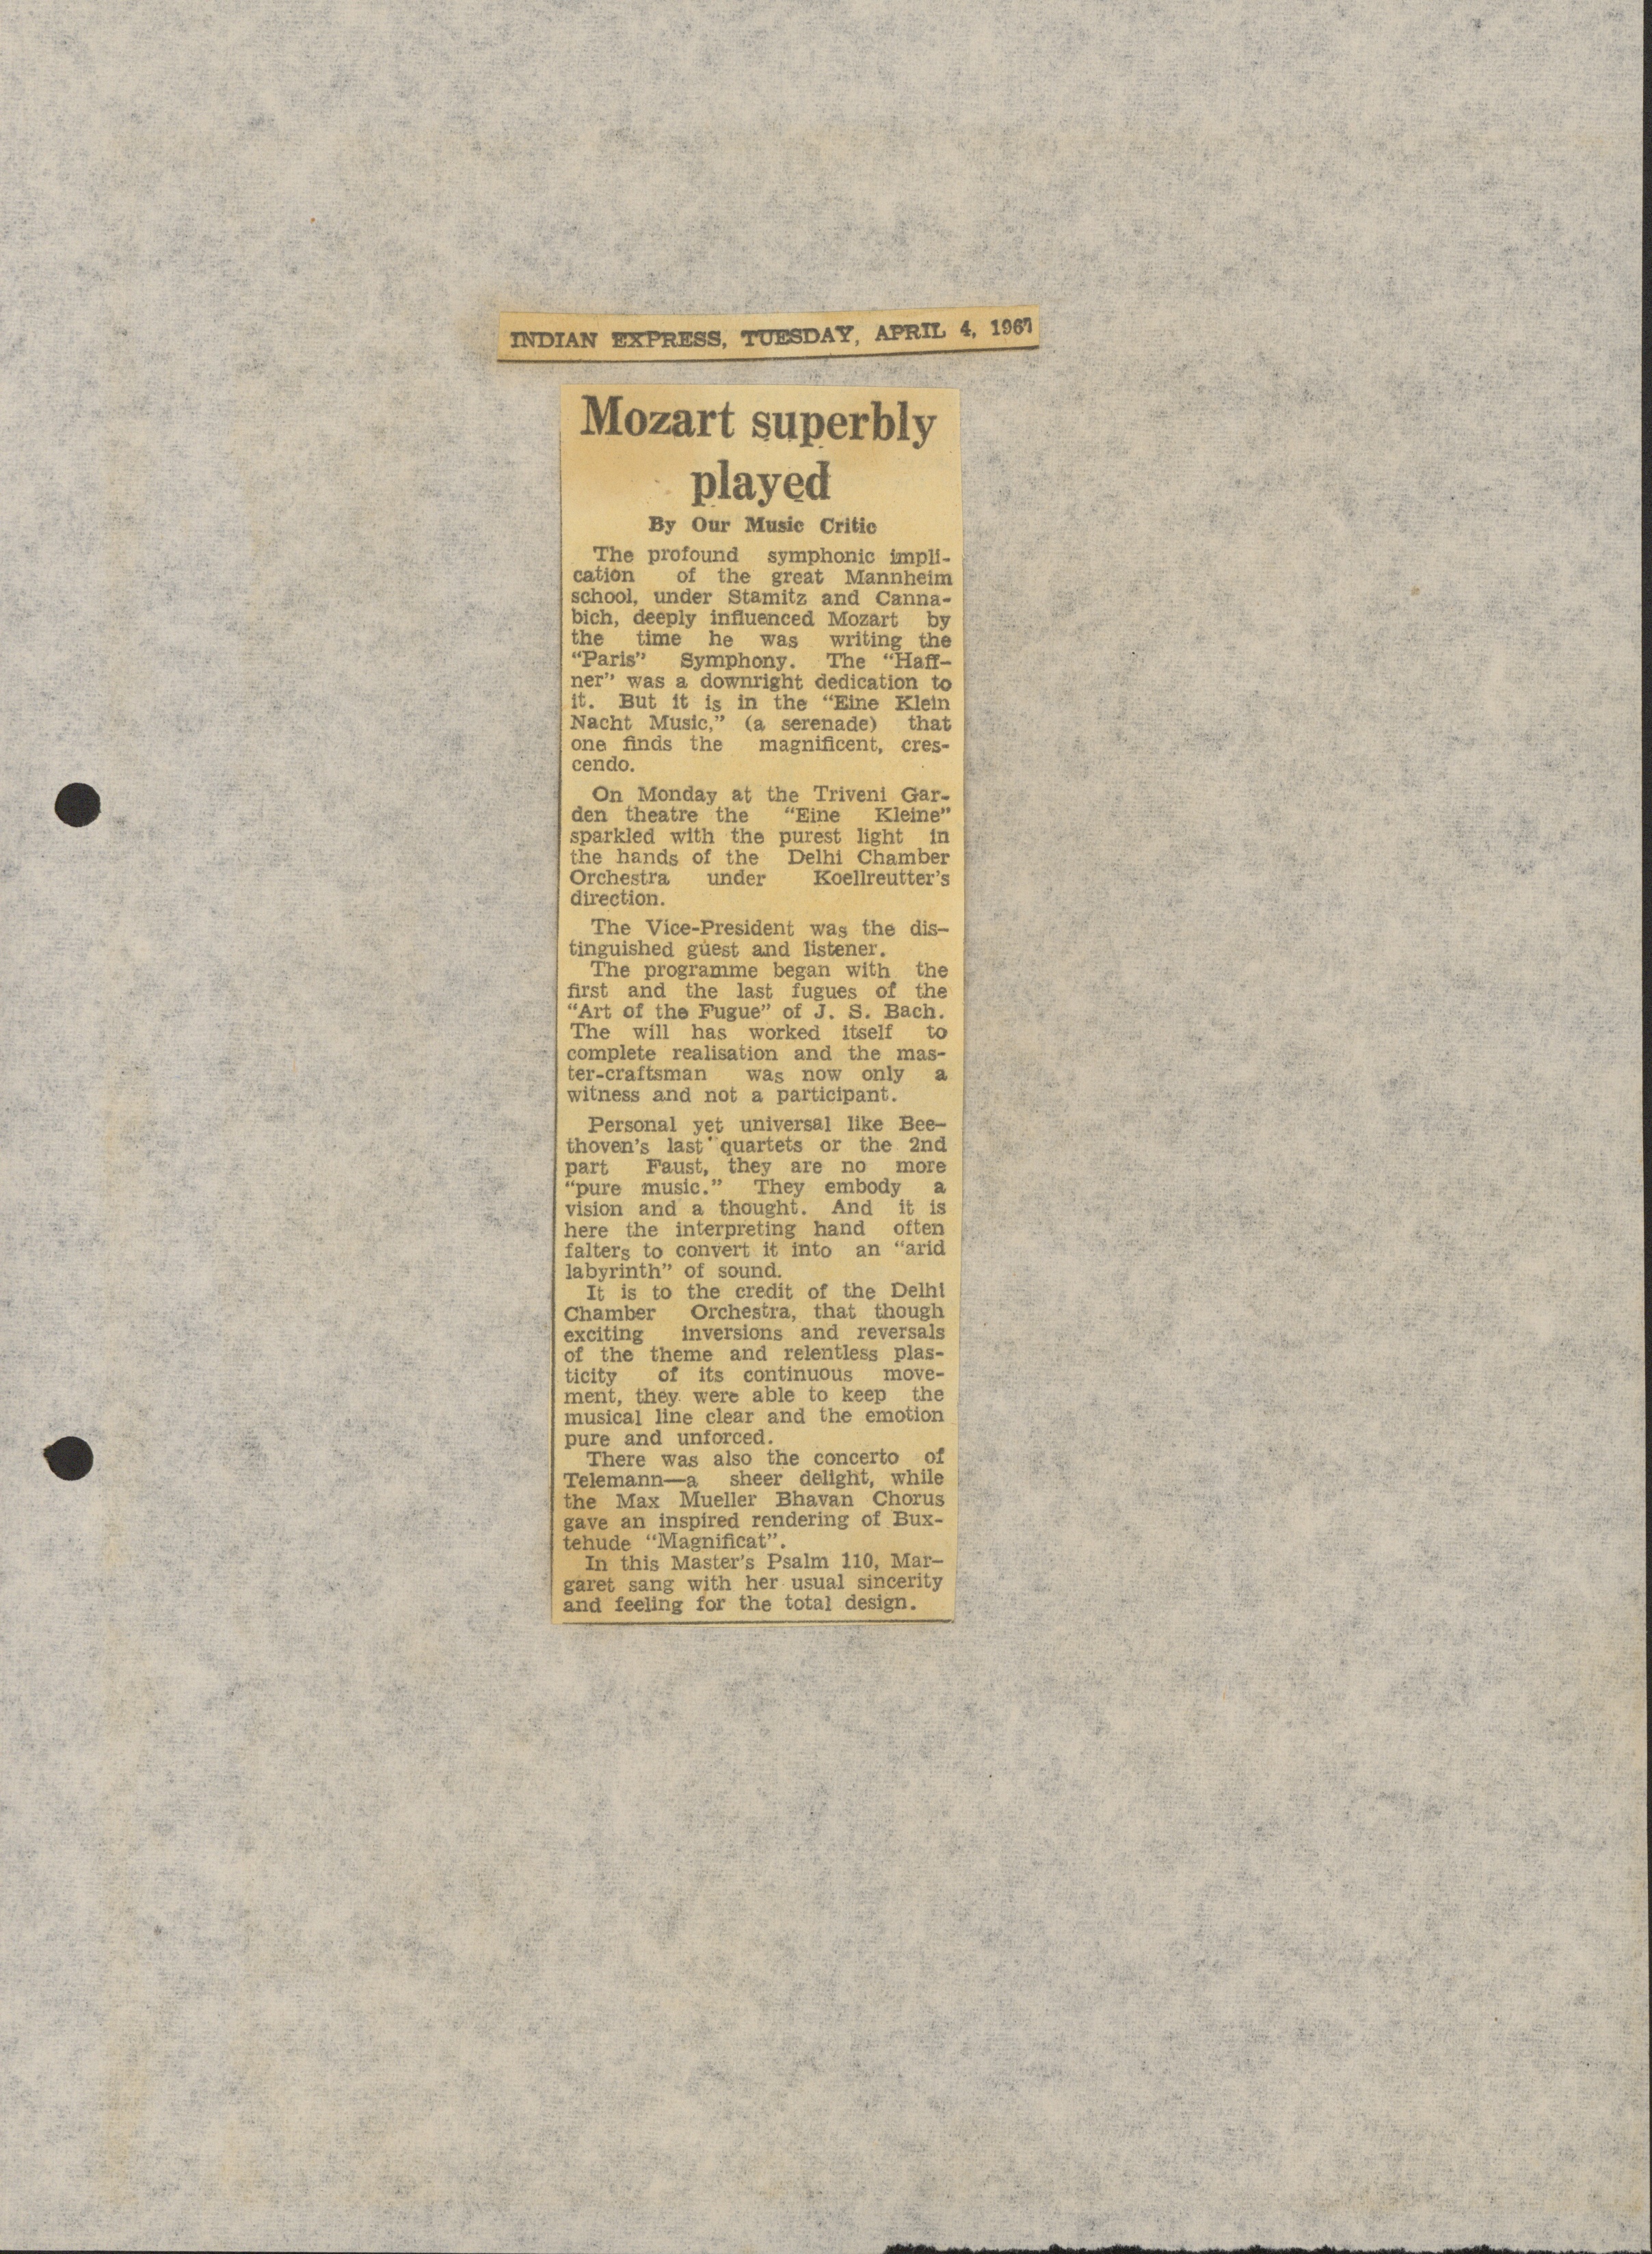 INDIAN EXPRESS, TUESDAY, APRIL 4, 1967
Mozart superbly
played
By Our Music Critic
The profound symphonic impli-
cation of the great Mannheim
school, under Stamitz and Canna-
bich, deeply influenced Mozart by
the time he was writing the
“Paris” Symphony. The “Haff-
ner” was a downright dedication to
it. But it is in the “Eine Klein
Nacht Music,” (a serenade) that
one finds the magnificent, cres-
cendo.
On Monday at the Triveni Gar-
den theatre the “Eine Kleine”
sparkled with the purest light in
the hands of the Delhi Chamber
Orchestra under Koellreutter's
direction.
The Vice-President was the dis-
tinguished guest and listener.
The programme began with the
first and the last fugues of the
“Art of the Fugue” of J. S. Bach.
The will has worked itself to
complete realisation and the mas-
ter-craftsman was now only a
witness and not a participant.
Personal yet universal like Bee-
thoven's last quartets or the 2nd
part Faust, they are no more
“pure music.” They embody a
vision and a thought. And it is
here the interpreting hand often
falters to convert it into an “arid
labyrinth” of sound.
It is to the credit of the Delhi
Chamber Orchestra, that though
exciting inversions and reversals
of the theme and relentless plas-
ticity of its continuous move-
ment, they were able to keep the
musical line clear and the emotion
pure and unforced.
There was also the concerto of
Telemann—a sheer delight, while
the Max Mueller Bhavan Chorus
gave an inspired rendering of Bux-
tehude “Magnificat”.
In this Master's Psalm 110, Mar-
garet sang with her usual sincerity
and feeling for the total design.